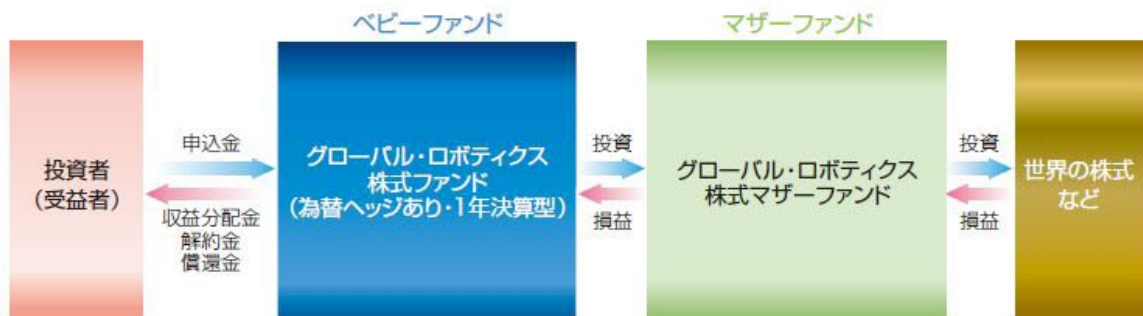 ベビーファンド
マザーファンド
投資者
（受益者）
申込金
収益分配金
解約金
償還金
グローバル・ロボティクス
株式ファンド
（為替ヘッジあり・1年決算型）
投資
損益
グローバル・ロボティクス
株式マザーファンド
投資
損益
世界の株式
など